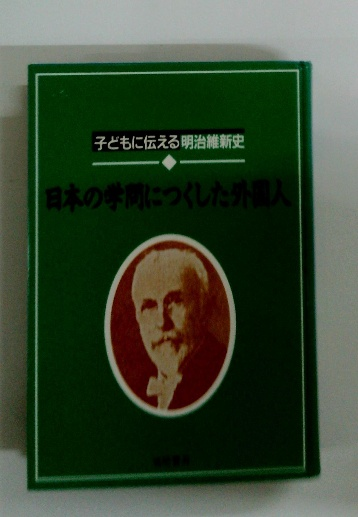 子どもに伝える明治維新史
日本の学問につくした外国人